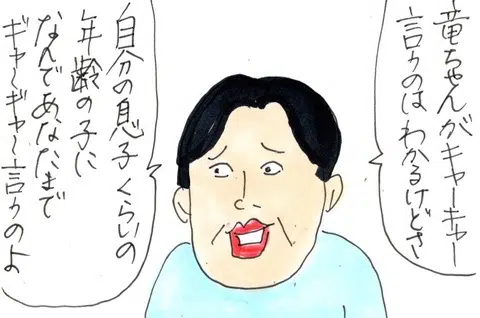 竜ちゃんがキャーキャー
言うのはわかるけどさ
自分の息子くらいの
年齢の子に
なんであなたまで
ギャーギャー言うのよ